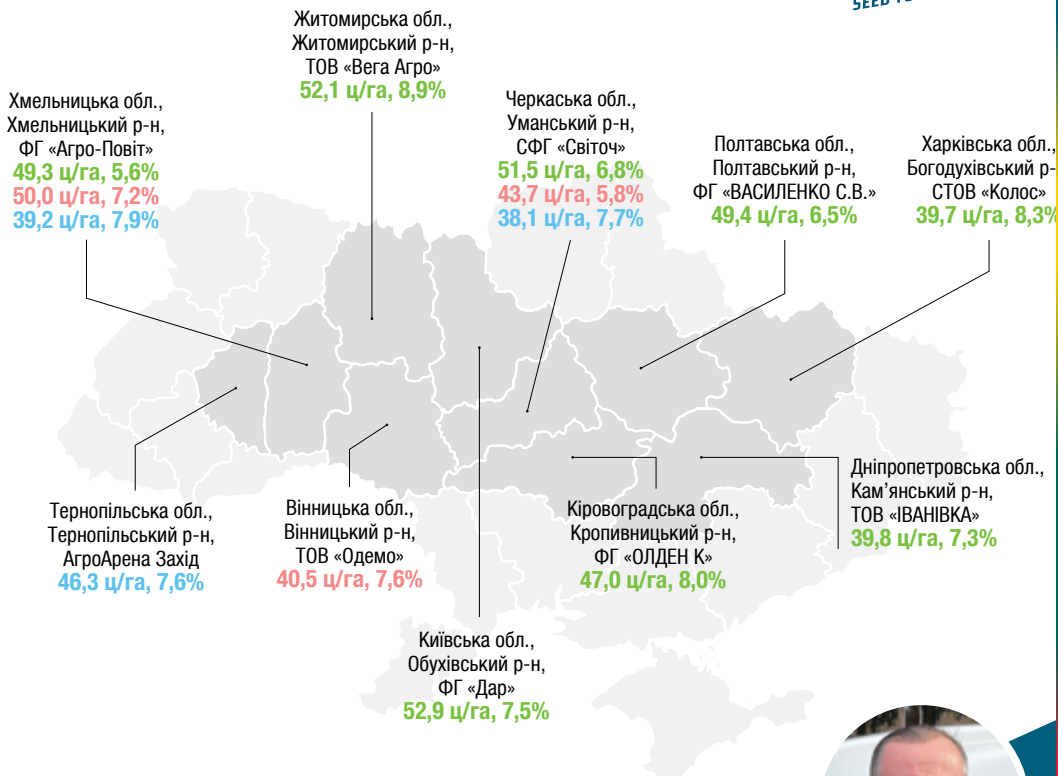 SEED
Житомирська обл.,
Житомирський р-н,
ТОВ «Вега Агро»
52,1 ц/га, 8,9%
Хмельницька обл.,
Хмельницький р-н,
ФГ «Агро-Повіт»
49,3 ц/га, 5,6%
50,0 ц/га, 7,2%
39,2 ц/га, 7,9%
Черкаська обл.,
Уманський р-н,
СФГ «Світоч»
51,5 ц/га, 6,8%
43,7 ц/га, 5,8%
38,1 ц/га, 7,7%
Полтавська обл.,
Полтавський р-н,
ФГ «ВАСИЛЕНКО С.В.»
49,4 ц/га, 6,5%
Харківська обл.,
Богодухівський р-
СТОВ «Колос»
39,7 ц/га, 8,3%
Тернопільська обл.,
Тернопільський р-н,
АгроАрена Захід
46,3 ц/га, 7,6%
Вінницька обл.,
Вінницький р-н,
ТОВ «Одемо»
40,5 ц/га, 7,6%
Кіровоградська обл.,
Кропивницький р-н,
ФГ «ОЛДЕН К»
47,0 ц/га, 8,0%
Дніпропетровська обл.,
Кам’янський р-н,
ТОВ «ІВАНІВКА»
39,8 ц/га, 7,3%
Київська обл.,
Обухівський р-н,
ФГ «Дар»
52,9 ц/га, 7,5%